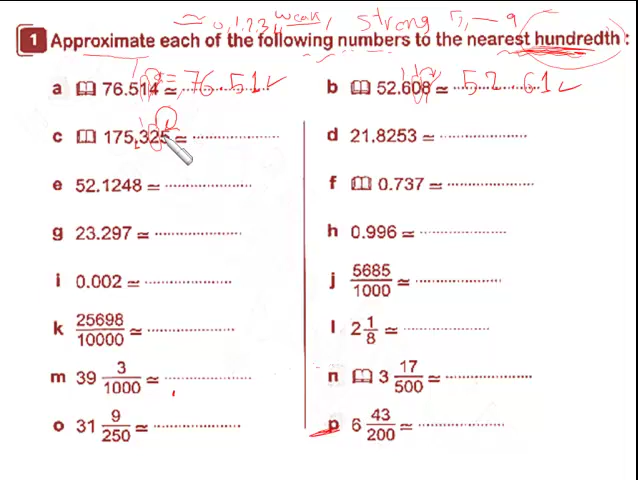 ≃ 0,1,2,3,4 weak, strong 5, — 9
1 Approximate each of the following numbers to the nearest hundredth :
a 76.514 ≃ 76.51 ✓
b 52.608 ≃ 52.61 ✓
c 175.325 ≃ ............
d 21.8253 ≃ ............
e 52.1248 ≃ ............
f 0.737 ≃ ............
g 23.297 ≃ ............
h 0.996 ≃ ............
i 0.002 ≃ ............
j 5685/1000 ≃ ............
k 25698/10000 ≃ ............
l 2 1/8 ≃ ............
m 39 3/1000 ≃ ............
n 3 17/500 ≃ ............
o 31 9/250 ≃ ............
p 6 43/200 ≃ ............